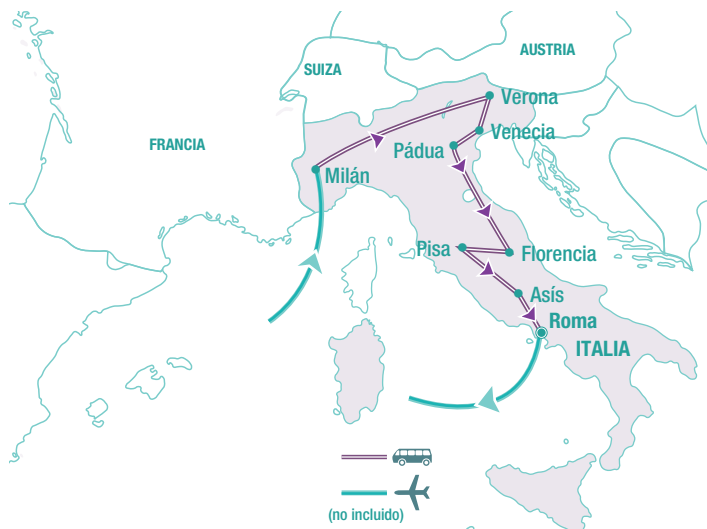 AUSTRIA
SUIZA
Verona
Venecia
FRANCIA
Pádua
Milán
Pisa
Florencia
Asís
Roma
ITALIA
(no incluido)